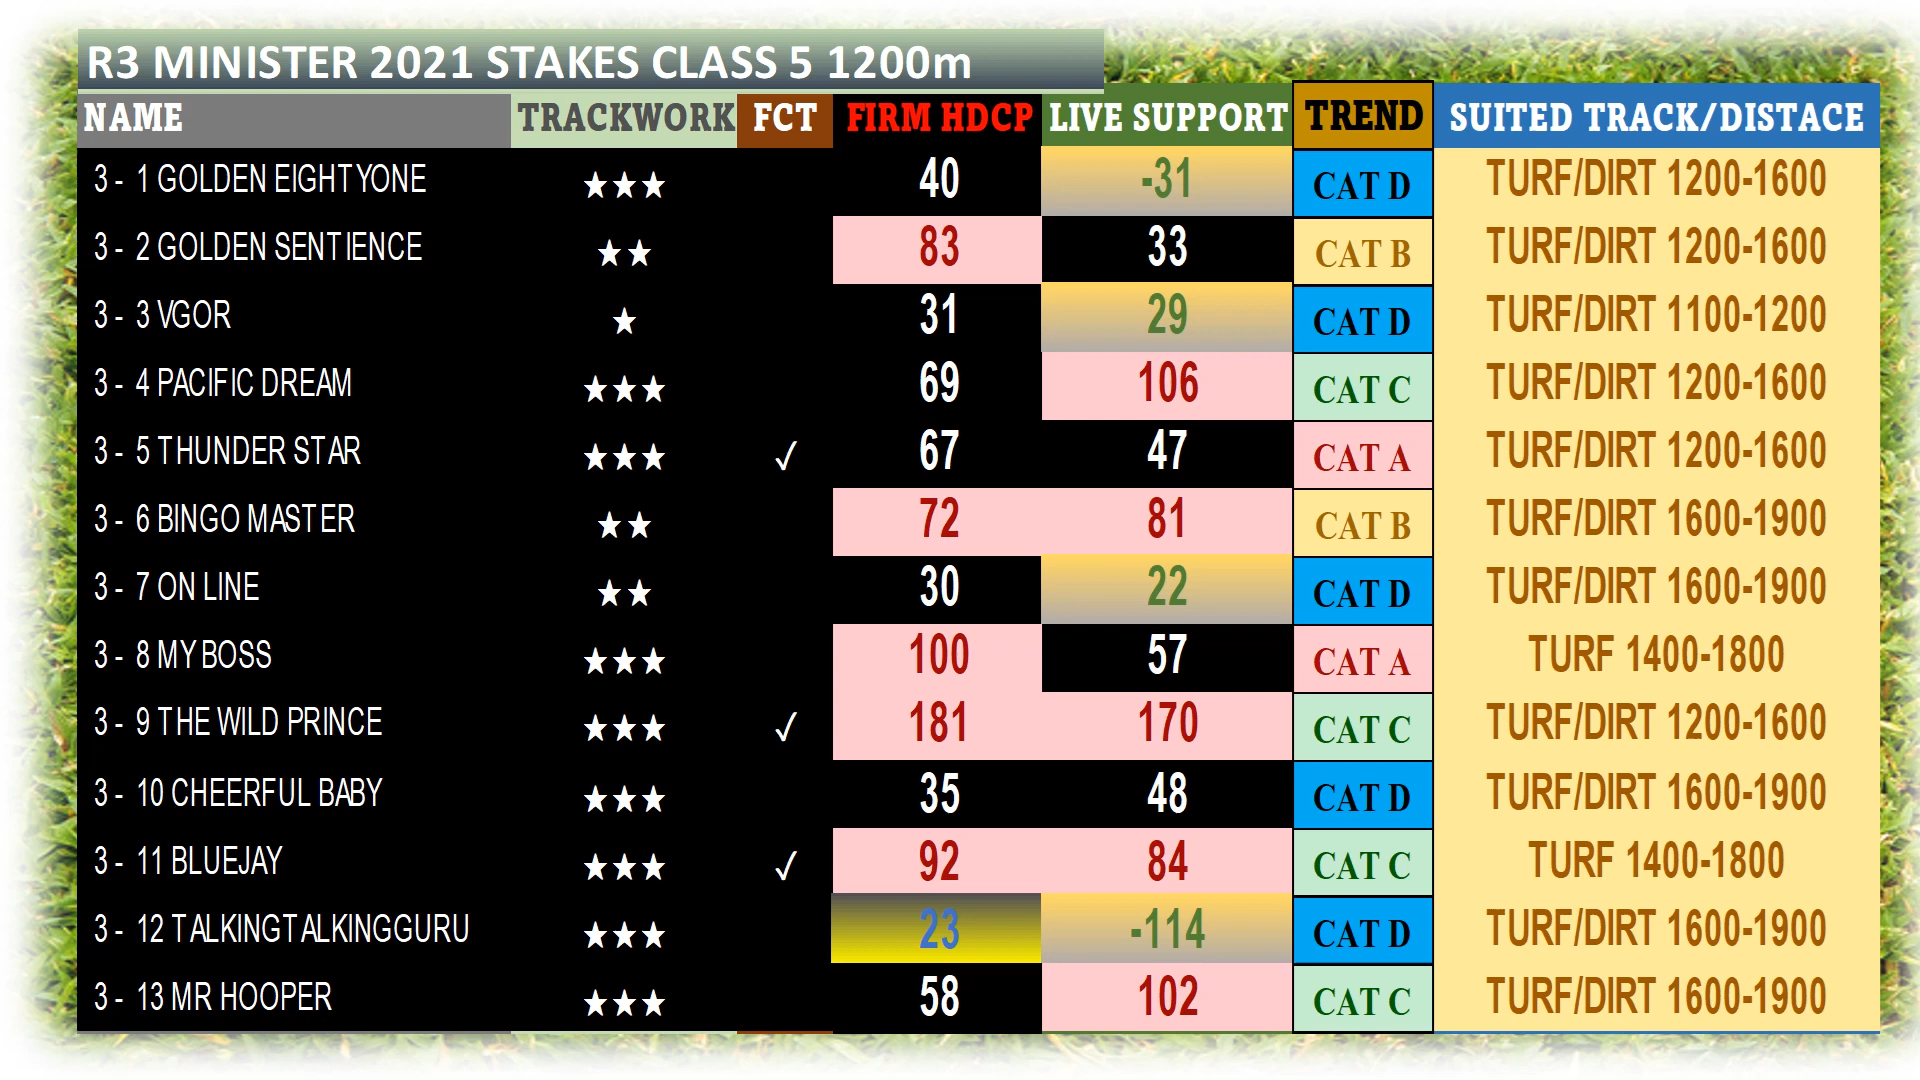 R3 MINISTER 2021 STAKES CLASS 5 1200m
NAME TRACKWORK FCT FIRM HDCP LIVE SUPPORT TREND SUITED TRACK/DISTACE
3 - 1 GOLDEN EIGHTYONE ★★★ 40 -31 CAT D TURF/DIRT 1200-1600
3 - 2 GOLDEN SENTIENCE ★★ 83 33 CAT B TURF/DIRT 1200-1600
3 - 3 VGOR ★ 31 29 CAT D TURF/DIRT 1100-1200
3 - 4 PACIFIC DREAM ★★★ 69 106 CAT C TURF/DIRT 1200-1600
3 - 5 THUNDER STAR ★★★ ✓ 67 47 CAT A TURF/DIRT 1200-1600
3 - 6 BINGO MASTER ★★ 72 81 CAT B TURF/DIRT 1600-1900
3 - 7 ON LINE ★★ 30 22 CAT D TURF/DIRT 1600-1900
3 - 8 MY BOSS ★★★ 100 57 CAT A TURF 1400-1800
3 - 9 THE WILD PRINCE ★★★ ✓ 181 170 CAT C TURF/DIRT 1200-1600
3 - 10 CHEERFUL BABY ★★★ 35 48 CAT D TURF/DIRT 1600-1900
3 - 11 BLUEJAY ★★★ ✓ 92 84 CAT C TURF 1400-1800
3 - 12 TALKINGTALKINGGURU ★★★ 23 -114 CAT D TURF/DIRT 1600-1900
3 - 13 MR HOOPER ★★★ 58 102 CAT C TURF/DIRT 1600-1900